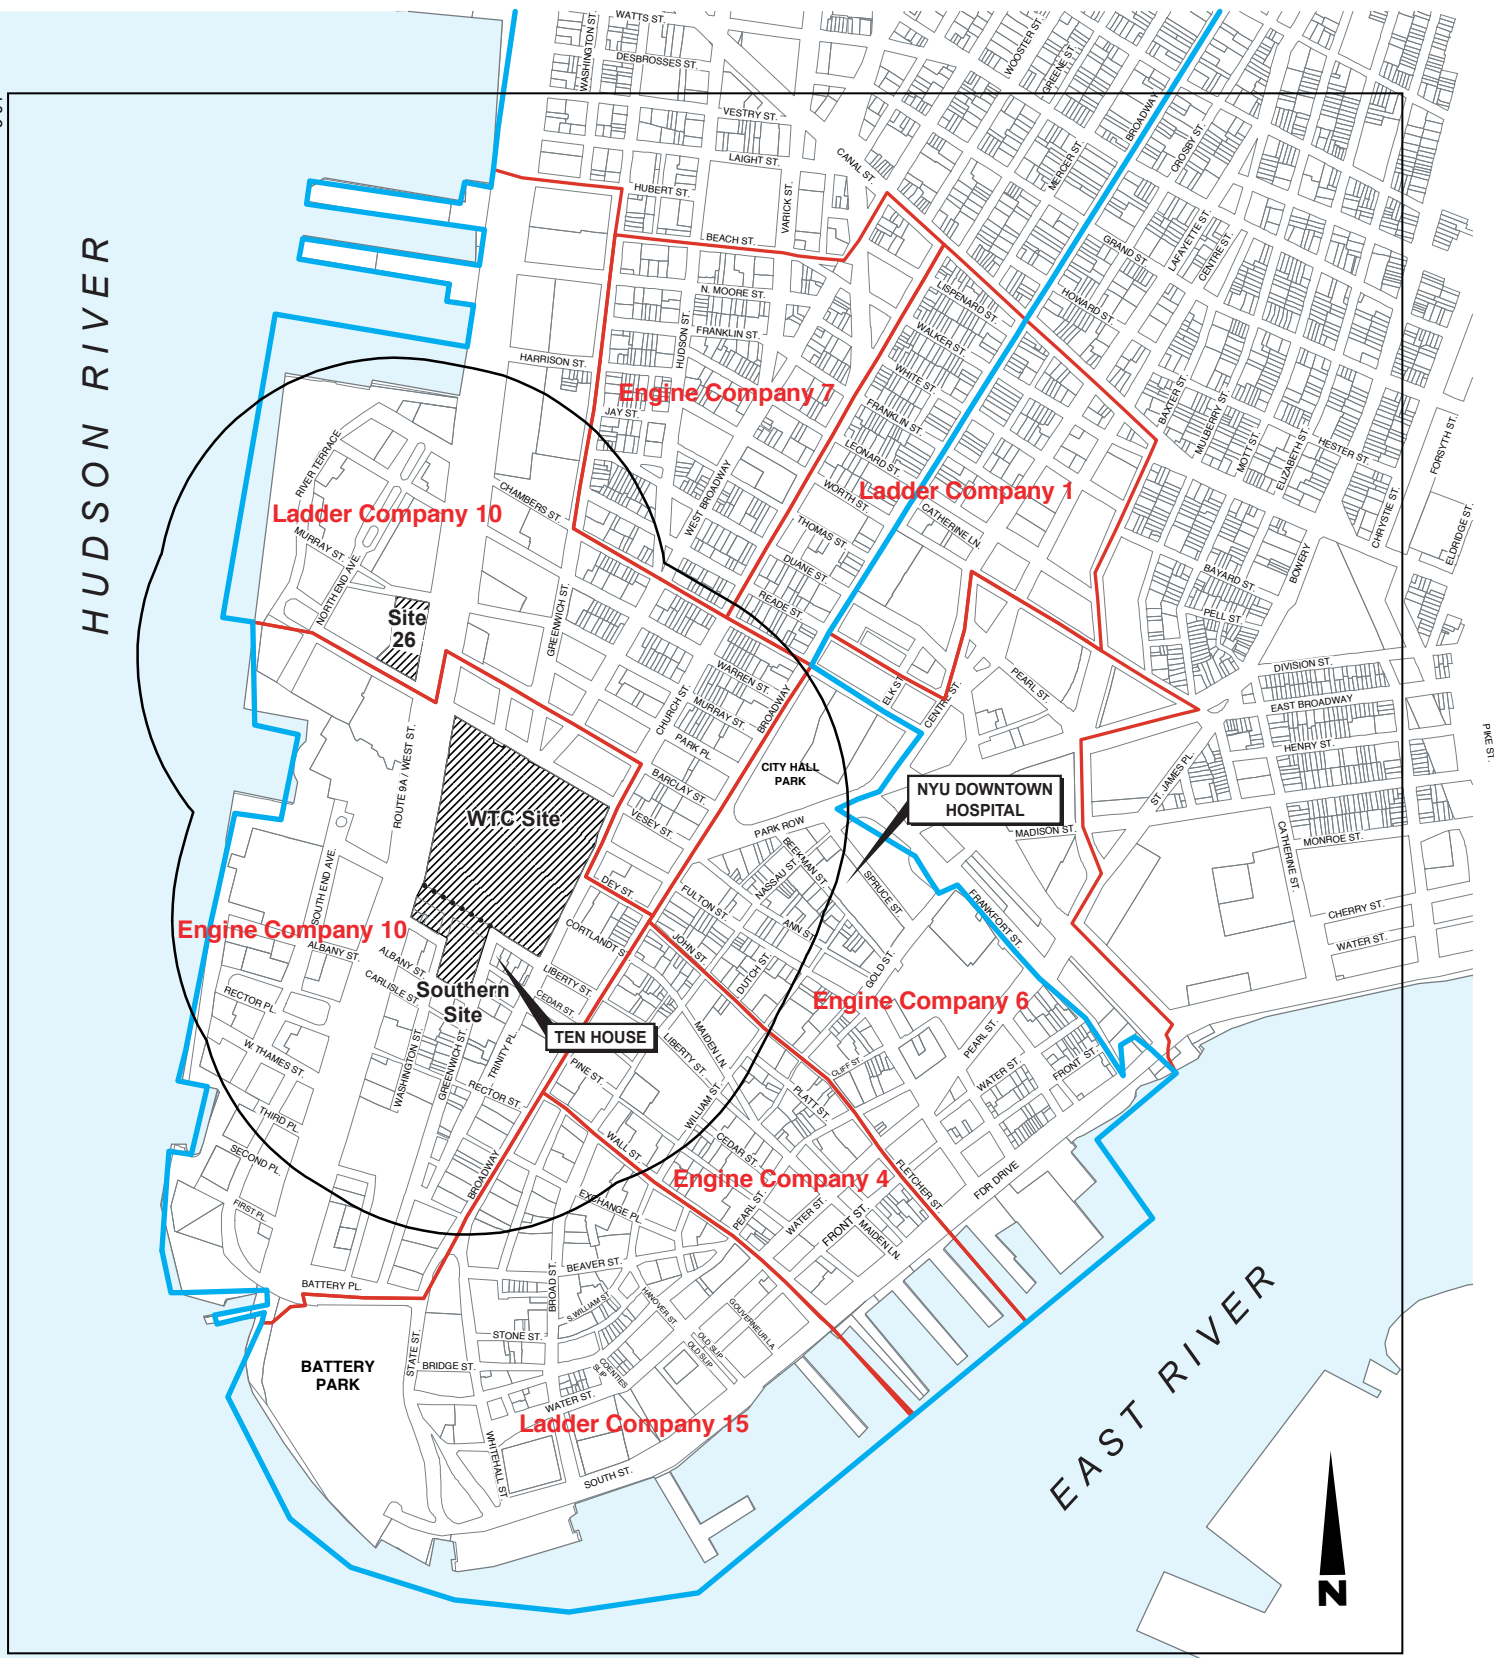 WATTS ST.
WASHINGTON ST.
DESBROSSES ST.
WOOSTER ST.
GREENE ST.
VESTRY ST.
BROADWAY
LAIGHT ST.
CANAL ST.
MERCER ST.
CROSBY ST.
HUBERT ST.
VARICK ST.
BEACH ST.
GRAND ST.
LAFAYETTE ST.
CENTRE ST.
HUDSON RIVER
N. MOORE ST.
LISPENARD ST.
HOWARD ST.
HUDSON ST.
FRANKLIN ST.
WALKER ST.
HARRISON ST.
Engine Company 7
WHITE ST.
BAXTER ST.
MULBERRY ST.
MOTT ST.
ELIZABETH ST.
HESTER ST.
FORSYTH ST.
JAY ST.
FRANKLIN ST.
RIVER TERRACE
LEONARD ST.
WEST BROADWAY
WORTH ST.
Ladder Company 1
CHAMBERS ST.
Ladder Company 10
CATHERINE LN.
CHRYSTIE ST.
ELDRIDGE ST.
MURRAY ST.
THOMAS ST.
BOWERY
NORTH END AVE.
DUANE ST.
BAYARD ST.
GREENWICH ST.
READE ST.
PELL ST.
Site
26
DIVISION ST.
WARREN ST.
ELK ST.
PEARL ST.
EAST BROADWAY
CHURCH ST.
MURRAY ST.
BROADWAY
CENTRE ST.
PIKE ST.
PARK PL.
HENRY ST.
ROUTE 9A / WEST ST.
CITY HALL
PARK
BARCLAY ST.
ST. JAMES PL.
NYU DOWNTOWN
HOSPITAL
WTC Site
VESEY ST.
PARK ROW
MADISON ST.
MONROE ST.
BEEKMAN ST.
CATHERINE ST.
SOUTH END AVE.
DEY ST.
NASSAU ST.
SPRUCE ST.
FULTON ST.
FRANKFORT ST.
CHERRY ST.
Engine Company 10
ANN ST.
CORTLANDT ST.
JOHN ST.
WATER ST.
ALBANY ST.
ALBANY ST.
DUTCH ST.
GOLD ST.
CARLISLE ST.
LIBERTY ST.
Southern
Site
RECTOR PL.
CEDAR ST.
Engine Company 6
TEN HOUSE
MAIDEN LN.
LIBERTY ST.
PEARL ST.
W THAMES ST.
WASHINGTON ST.
GREENWICH ST.
TRINITY PL.
PINE ST.
CLIFF ST.
WATER ST.
FRONT ST.
RECTOR ST.
WILLIAM ST.
PLATT ST.
THIRD PL.
WALL ST.
CEDAR ST.
SECOND PL.
BROADWAY
Engine Company 4
FLETCHER ST.
FDR DRIVE
FIRST PL.
EXCHANGE PL.
PEARL ST.
WATER ST.
FRONT ST.
MAIDEN LN.
BEAVER ST.
BATTERY PL.
BROAD ST.
S.WILLIAM ST.
HANOVER ST.
GOUVERNEUR LA.
STONE ST.
OLD SLIP
OLD SLIP
STATE ST.
BRIDGE ST.
COENTIES
SLIP
BATTERY
PARK
WATER ST.
Ladder Company 15
WHITEHALL ST.
SOUTH ST.
EAST RIVER
N